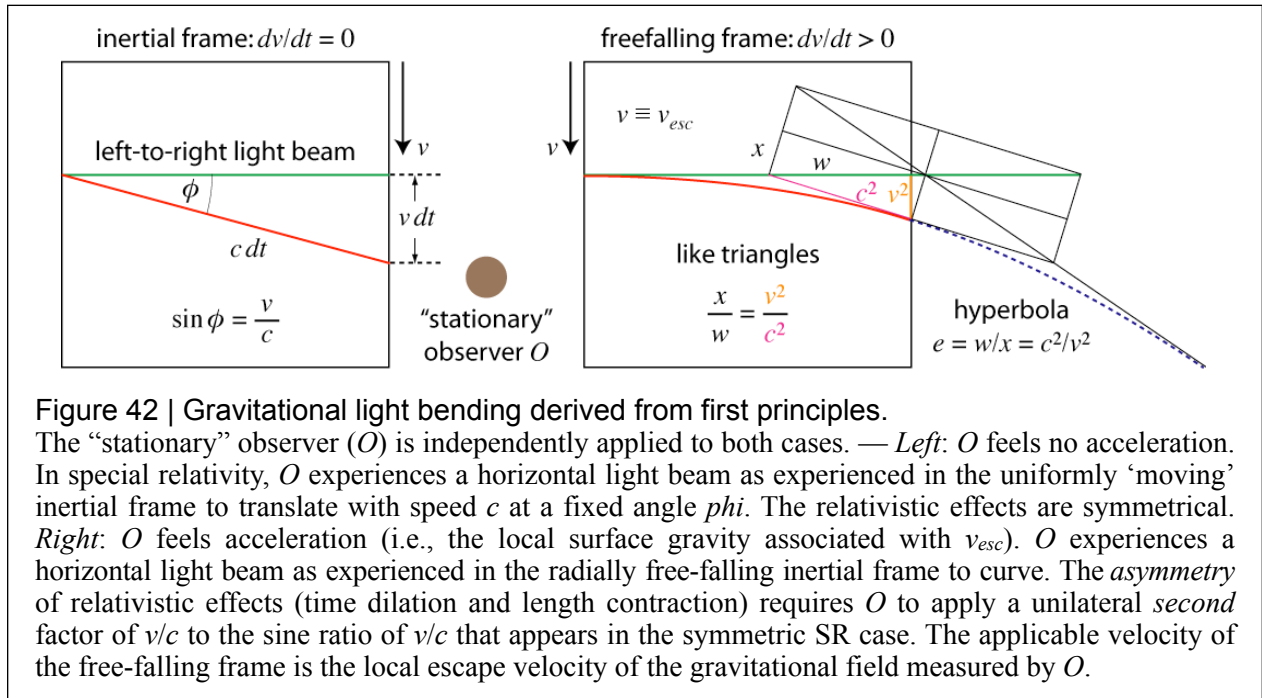 inertial frame: dv/dt = 0
v
left-to-right light beam
ϕ
v dt
c dt
sin ϕ = v/c
"stationary"
observer O
freefalling frame: dv/dt > 0
v ≡ v_esc
v
x
w
c² v²
like triangles
x/w = v²/c²
hyperbola
e = w/x = c²/v²
Figure 42 | Gravitational light bending derived from first principles.
The “stationary” observer (O) is independently applied to both cases. — Left: O feels no acceleration.
In special relativity, O experiences a horizontal light beam as experienced in the uniformly ‘moving’
inertial frame to translate with speed c at a fixed angle phi. The relativistic effects are symmetrical.
Right: O feels acceleration (i.e., the local surface gravity associated with v_esc). O experiences a
horizontal light beam as experienced in the radially free-falling inertial frame to curve. The asymmetry
of relativistic effects (time dilation and length contraction) requires O to apply a unilateral second
factor of v/c to the sine ratio of v/c that appears in the symmetric SR case. The applicable velocity of
the free-falling frame is the local escape velocity of the gravitational field measured by O.